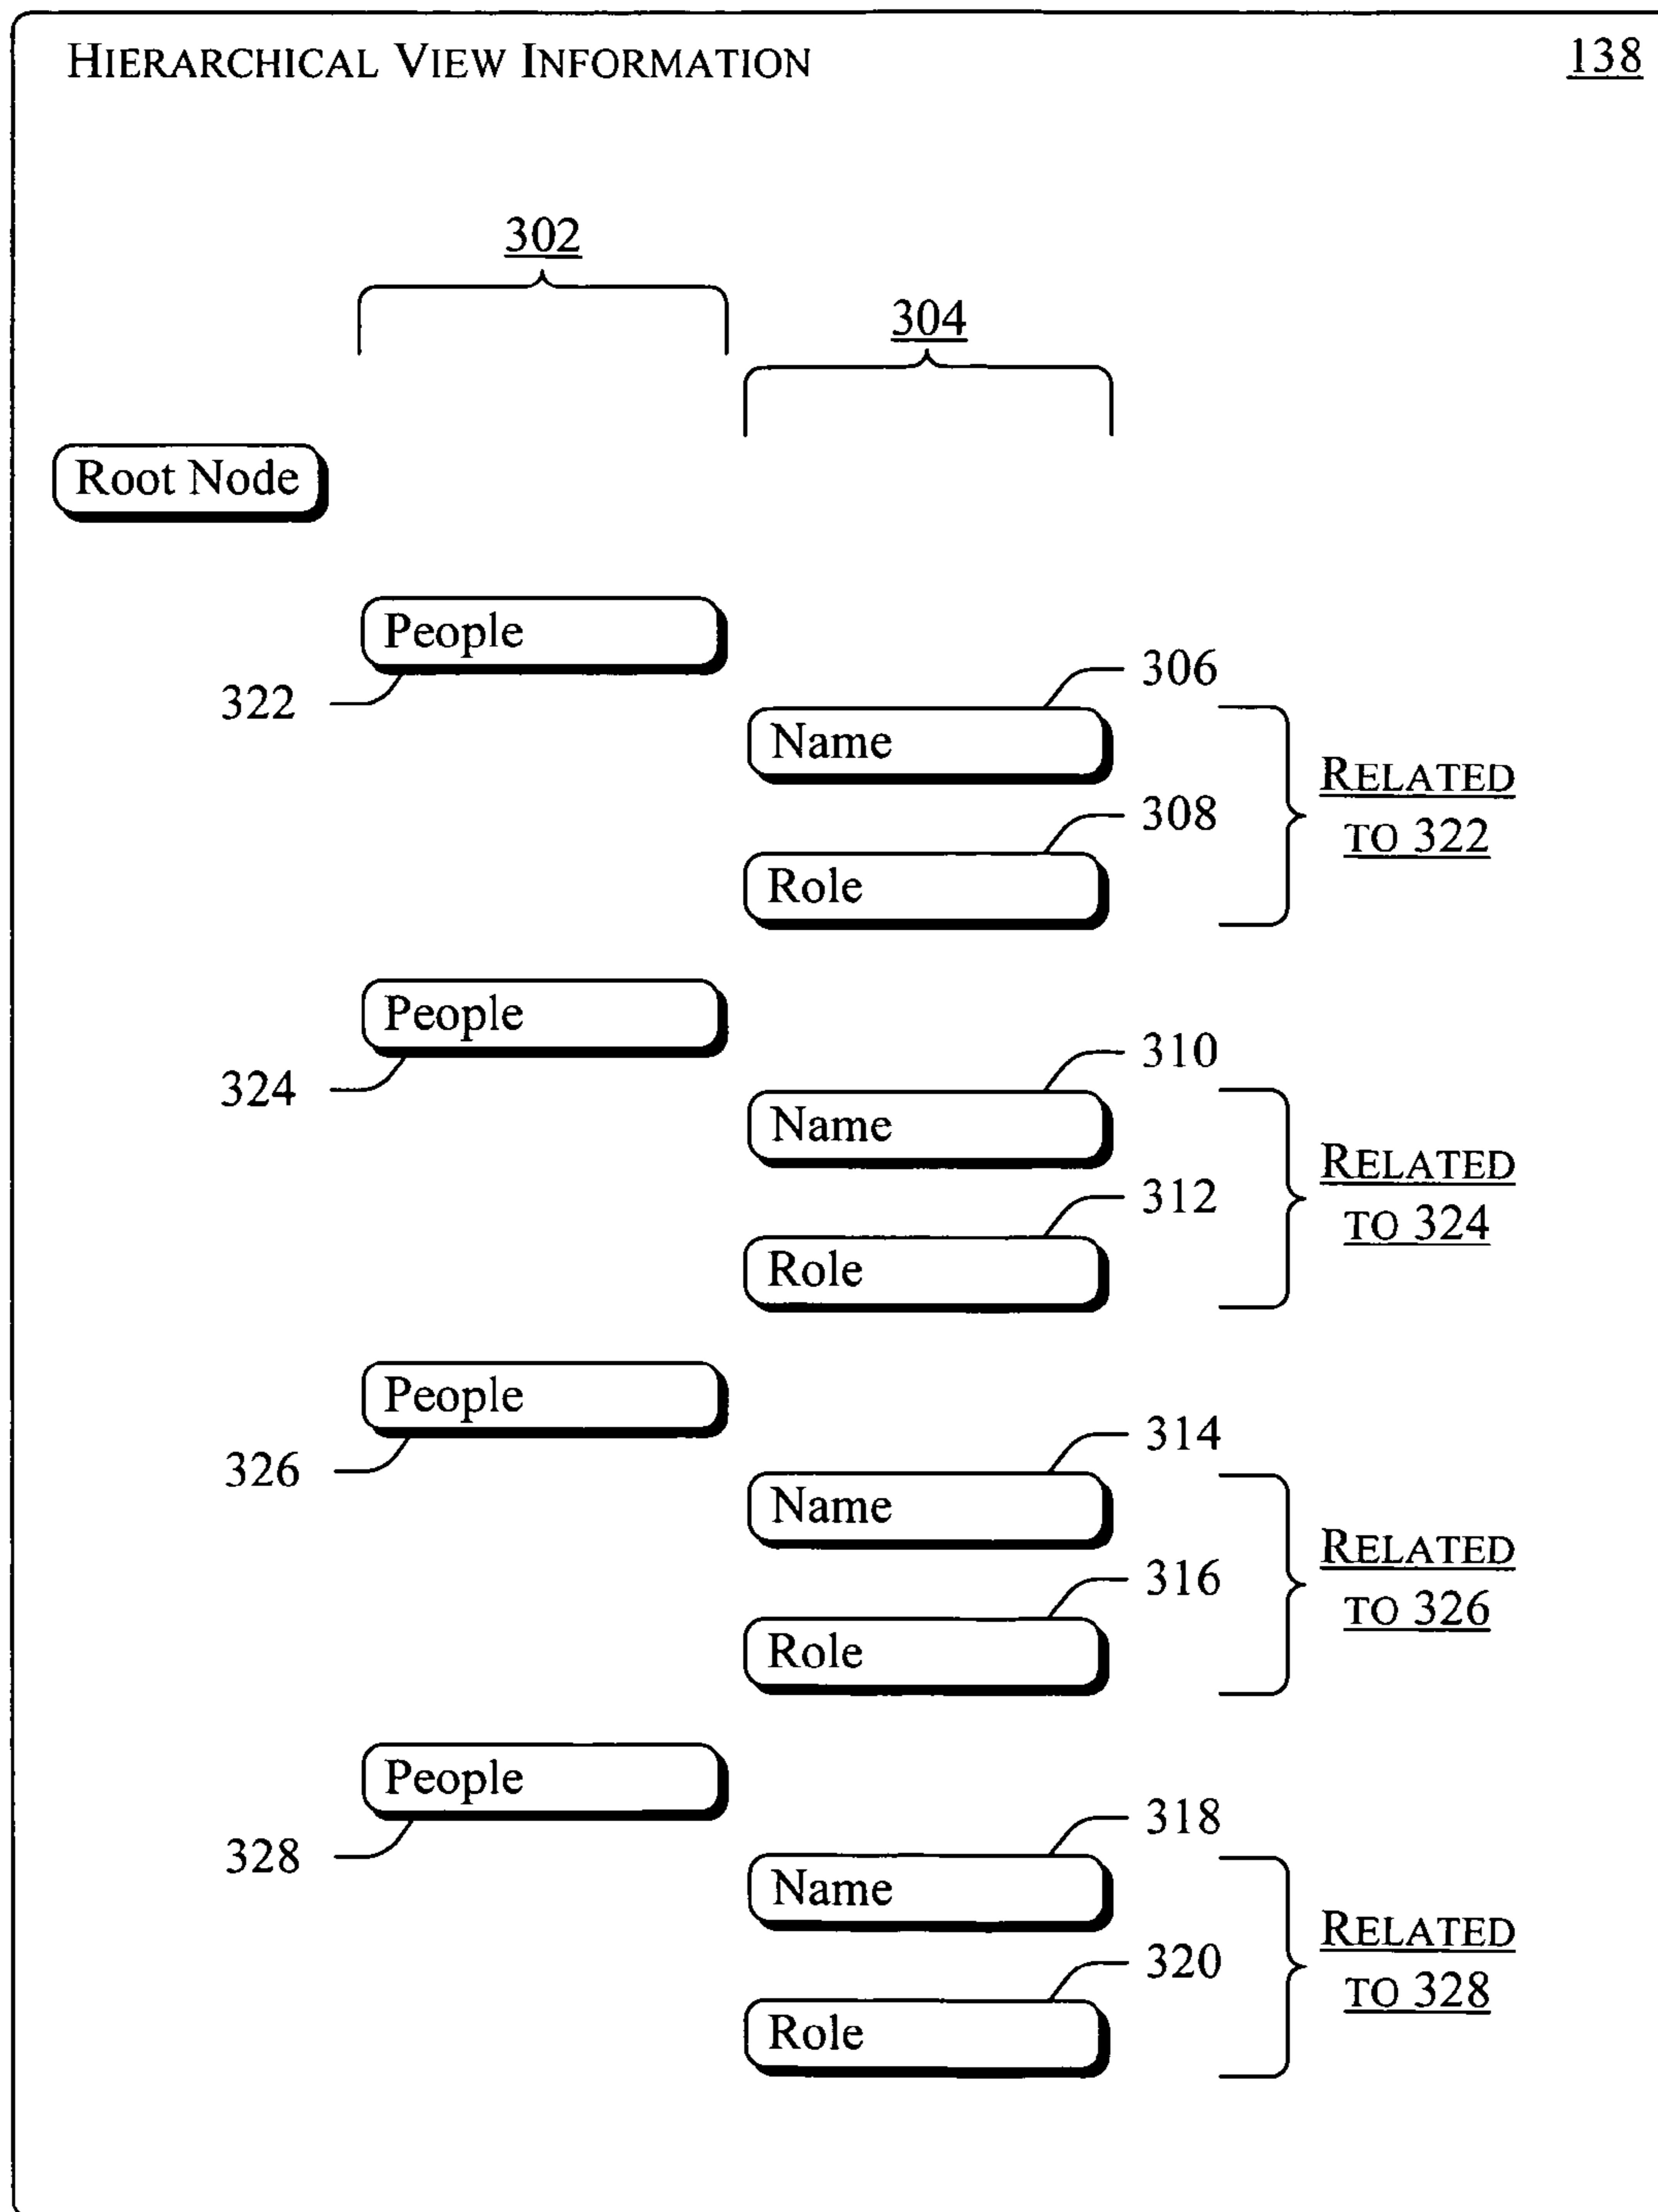 HIERARCHICAL VIEW INFORMATION 138
302
304
Root Node
People
322
306
Name
308
Role
RELATED
TO 322
People
324
310
Name
312
Role
RELATED
TO 324
People
326
314
Name
316
Role
RELATED
TO 326
People
328
318
Name
320
Role
RELATED
TO 328